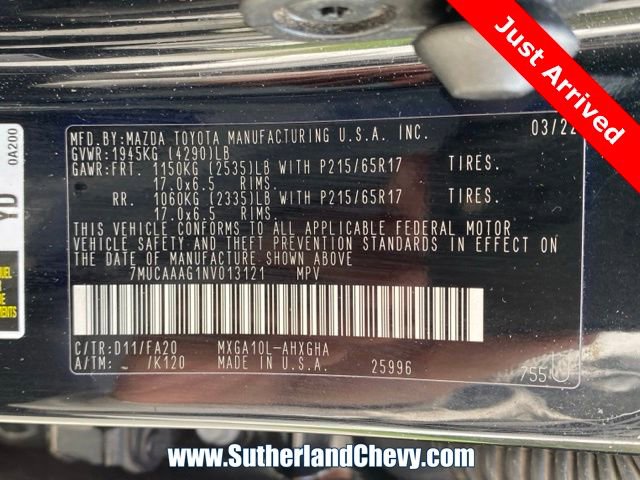 Just Arrived
0A200
YD
MFD.BY:MAZDA TOYOTA MANUFACTURING U.S.A. INC. 03/22
GVWR:1945KG (4290)LB
GAWR:FRT. 1150KG (2535)LB WITH P215/65R17 TIRES.
17.0x6.5 RIMS.
RR. 1060KG (2335)LB WITH P215/65R17 TIRES.
17.0x6.5 RIMS.
THIS VEHICLE CONFORMS TO ALL APPLICABLE FEDERAL MOTOR
VEHICLE SAFETY AND THEFT PREVENTION STANDARDS IN EFFECT ON
THE DATE OF MANUFACTURE SHOWN ABOVE
7MUCAAAG1NV013121 MPV
C/TR:D11/FA20 MXGA10L-AHXGHA
A/TM: /K120 MADE IN U.S.A. 25996
755
www.SutherlandChevy.com